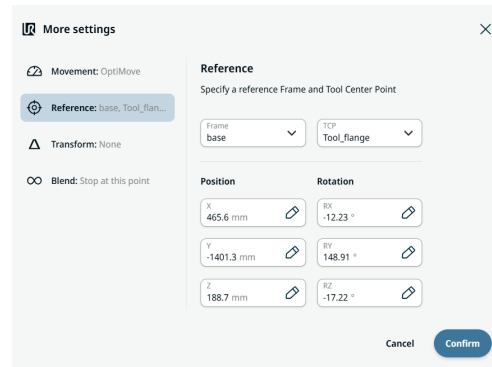 UR More settings
Movement: OptiMove
Reference: base, Tool_flan...
Transform: None
Blend: Stop at this point
Reference
Specify a reference Frame and Tool Center Point
Frame
base
TCP
Tool_flange
Position
Rotation
X
465.6 mm
RX
-12.23 °
Y
-1401.3 mm
RY
148.91 °
Z
188.7 mm
RZ
-17.22 °
Cancel
Confirm